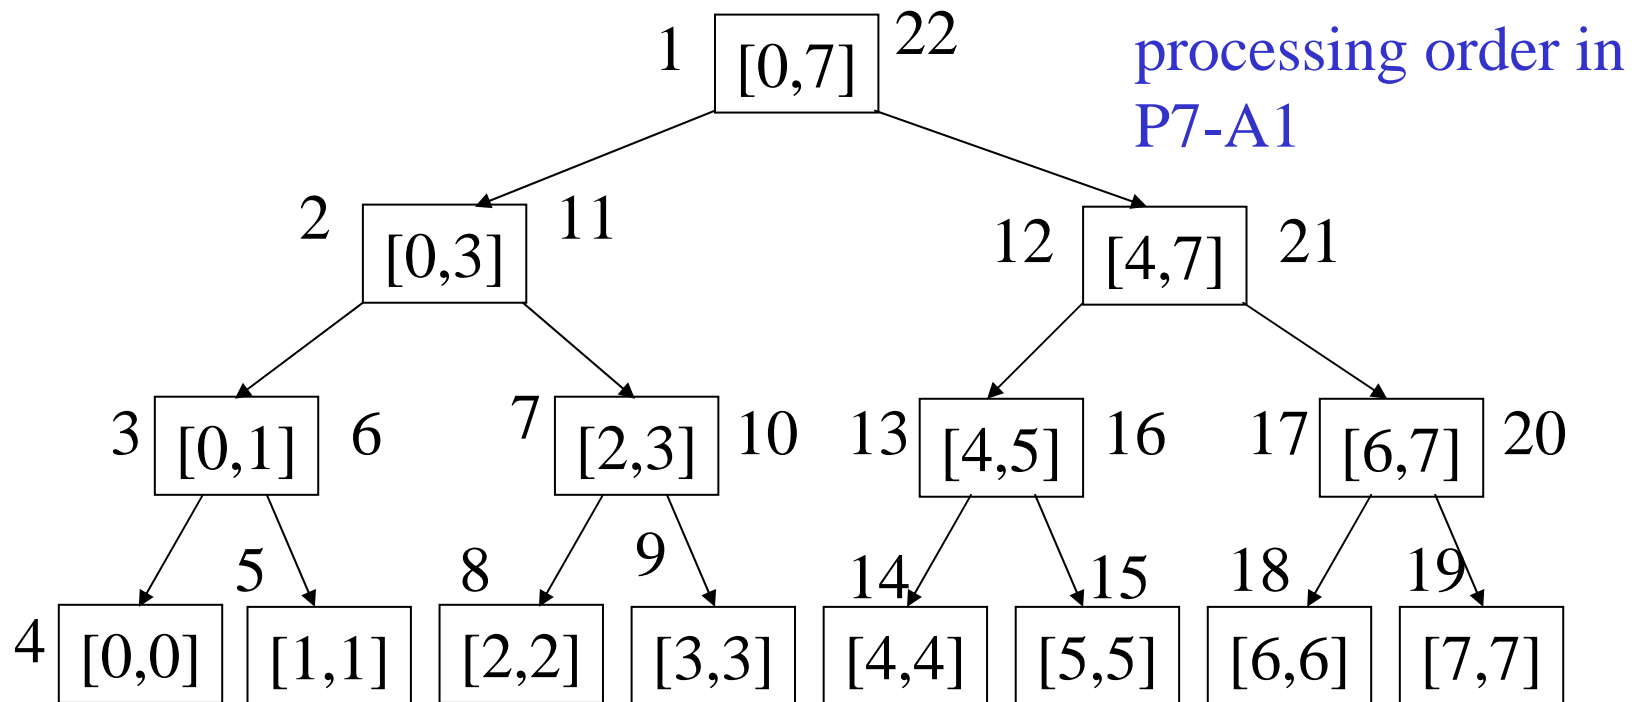 1 [0,7] 22 processing order in
P7-A1
2 [0,3] 11 12 [4,7] 21
3 [0,1] 6 7 [2,3] 10 13 [4,5] 16 17 [6,7] 20
5 8 9 14 15 18 19
4 [0,0] [1,1] [2,2] [3,3] [4,4] [5,5] [6,6] [7,7]